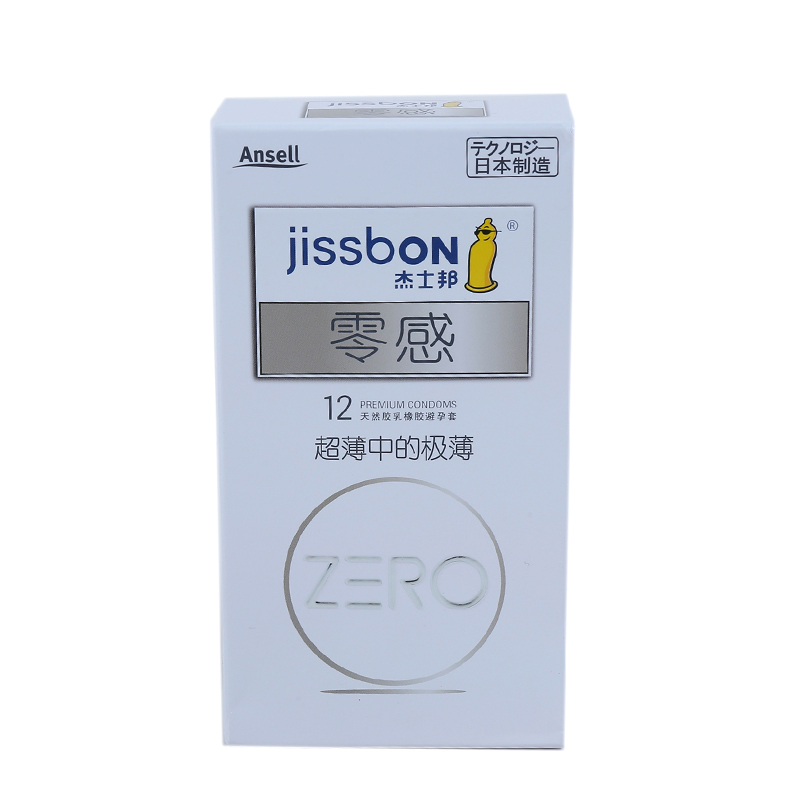 jissbon
零感
Ansell
テクノロジー
日本制造
jissbON ®
杰士邦
零感
12 PREMIUM CONDOMS
天然胶乳橡胶避孕套
超薄中的极薄
ZERO